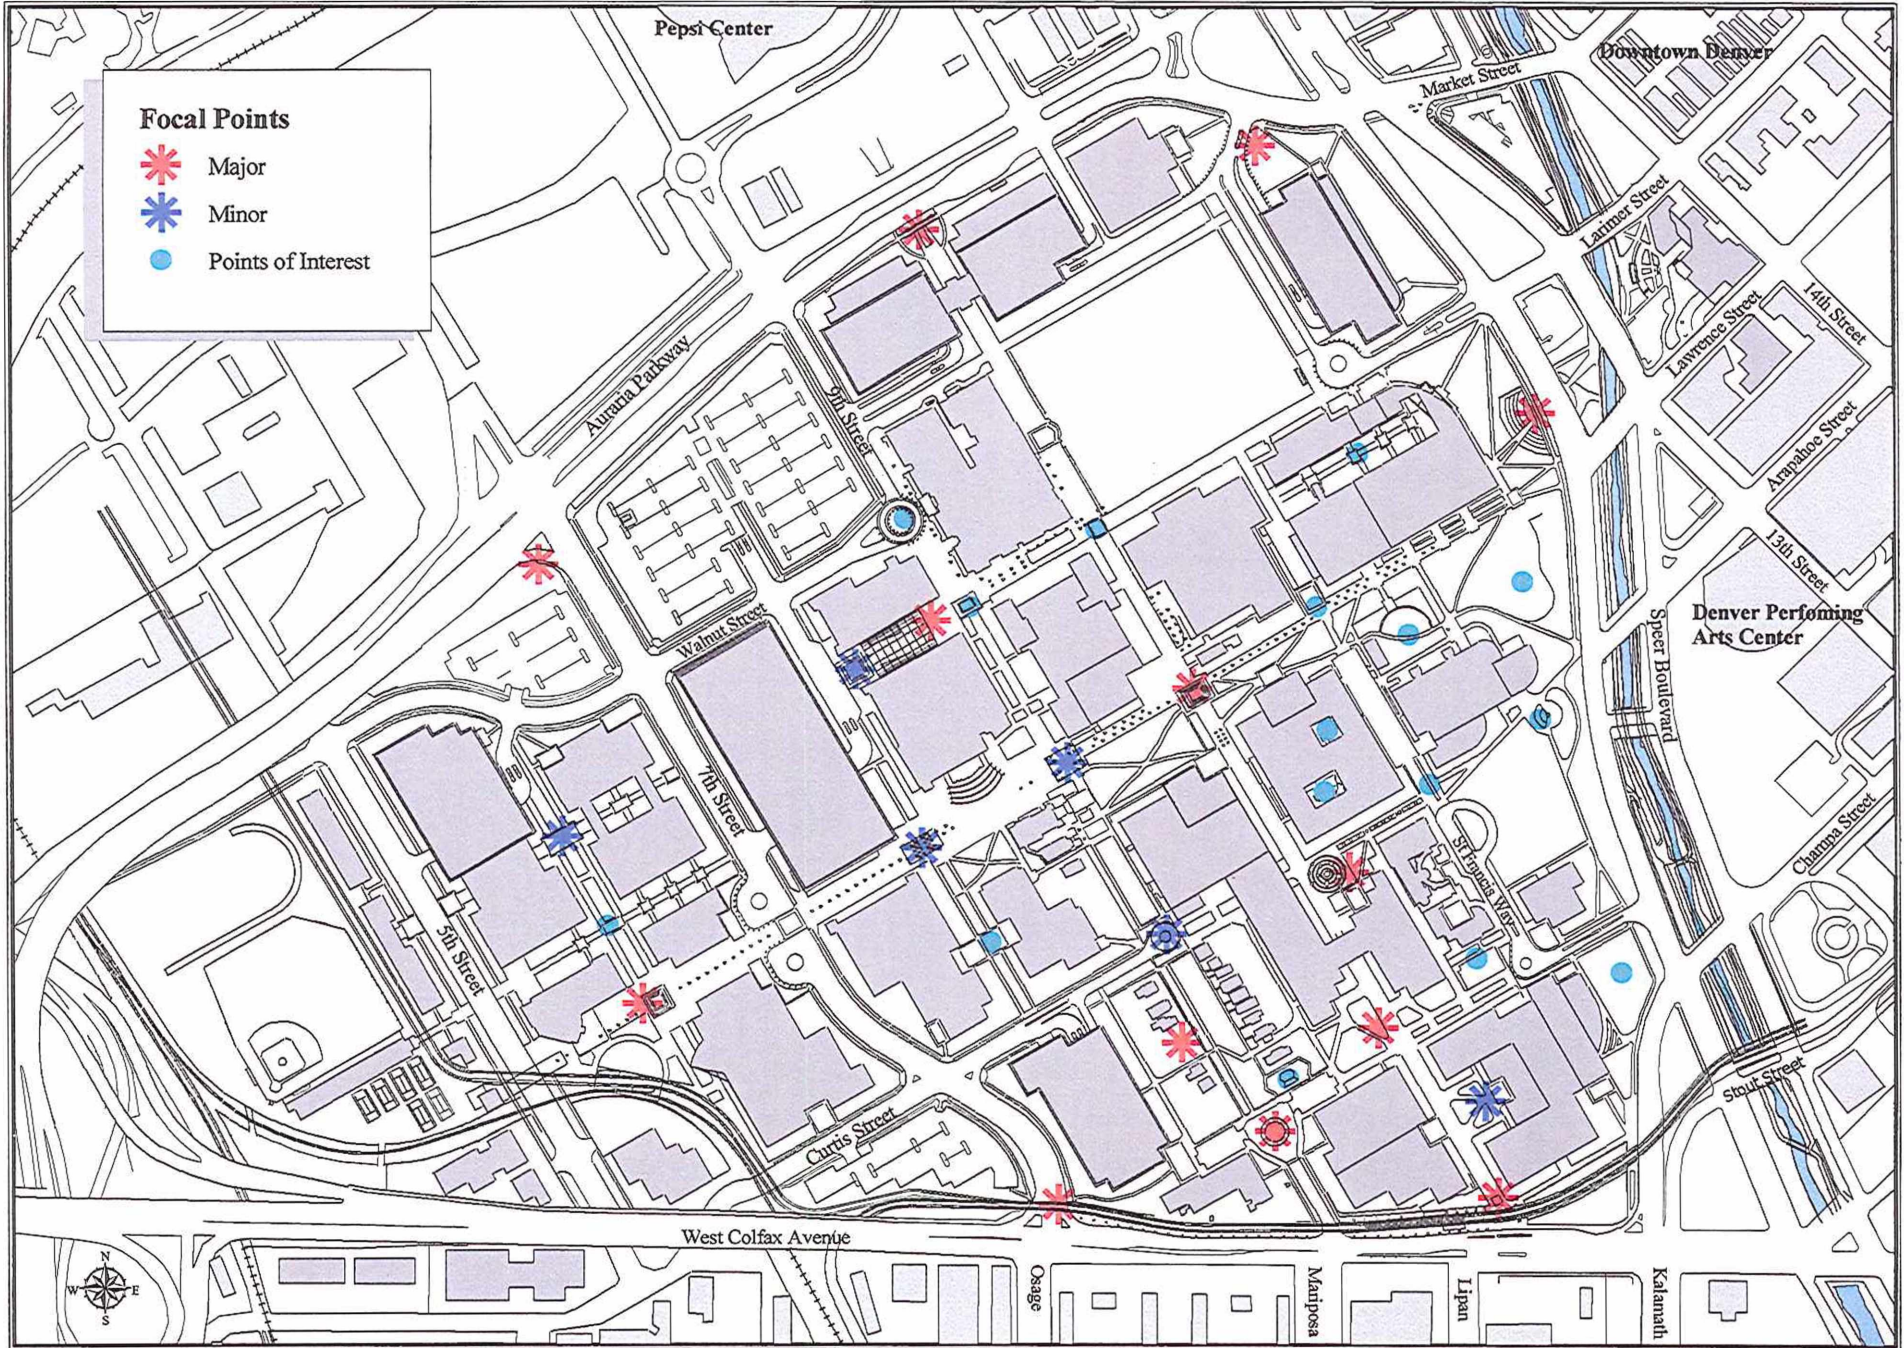 Pepsi Center
Downtown Denver
Market Street
Focal Points
Major
Minor
Points of Interest
Larimer Street
14th Street
Lawrence Street
Auraria Parkway
9th Street
Arapahoe Street
13th Street
Walnut Street
Denver Perfoming
Arts Center
Speer Boulevard
7th Street
Champa Street
St Francis Way
5th Street
Stout Street
Curtis Street
West Colfax Avenue
N
W
E
S
Osage
Mariposa
Lipan
Kalamath